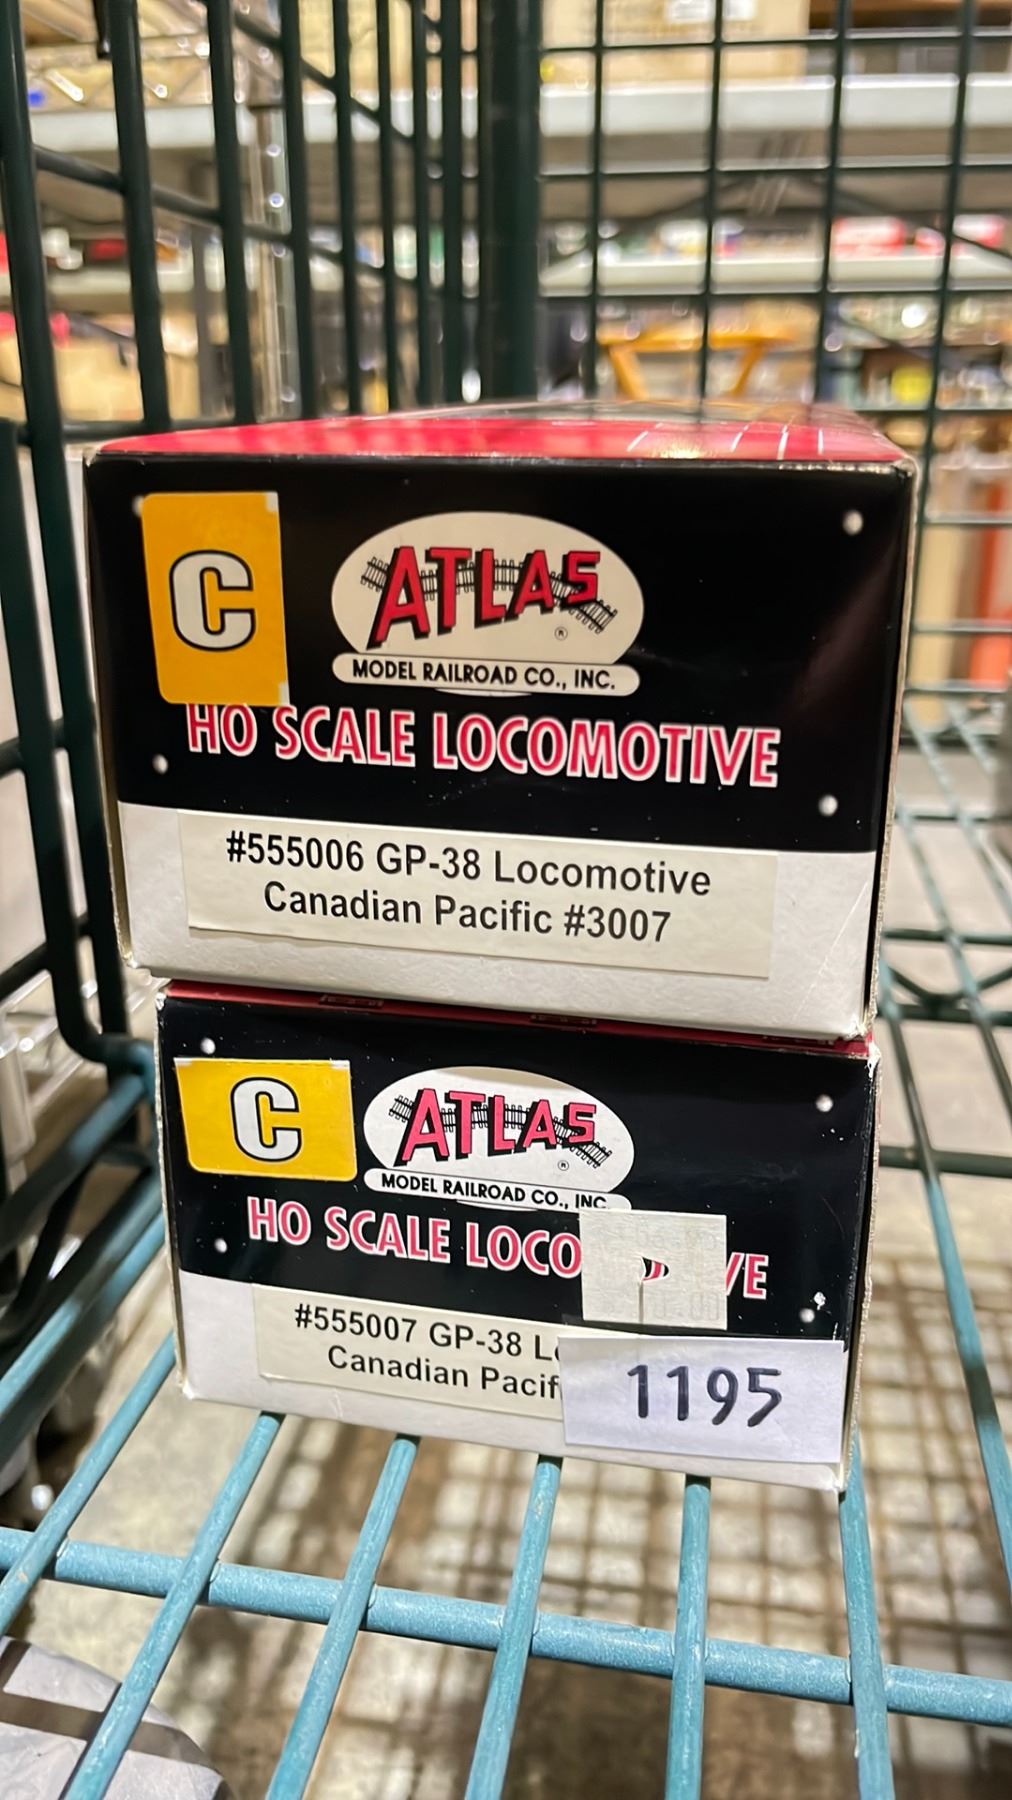 C
ATLAS
®
MODEL RAILROAD CO., INC.
HO SCALE LOCOMOTIVE
#555006 GP-38 Locomotive
Canadian Pacific #3007
C
ATLAS
®
MODEL RAILROAD CO., INC
HO SCALE LOCO VE
#555007 GP-38 L
Canadian Pacif
1195